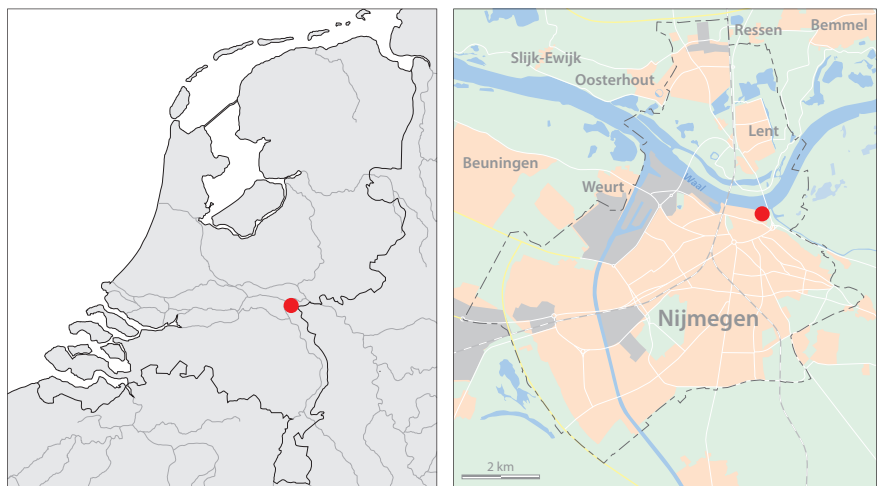 Ressen
Bemmel
Slijk-Ewijk
Oosterhout
Lent
Beuningen
Weurt
Waal
Nijmegen
2 km